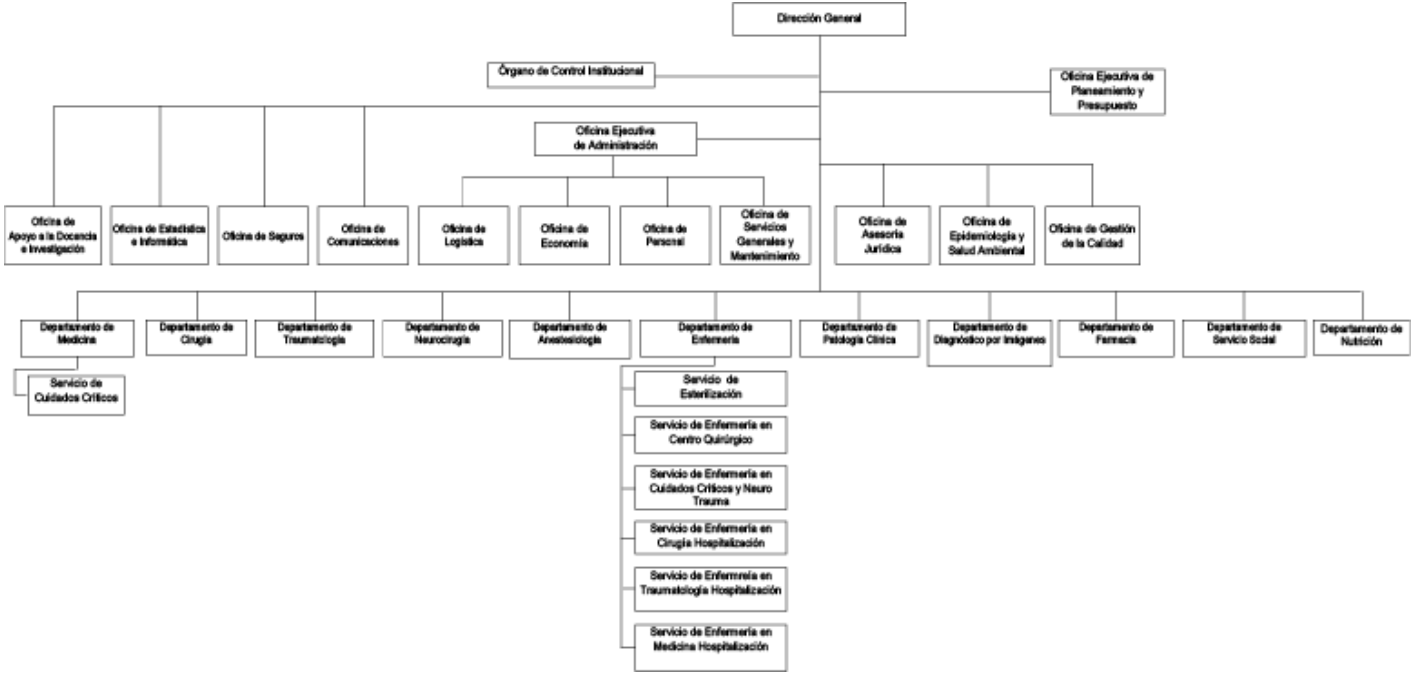 Dirección General
Órgano de Control Institucional
Oficina Ejecutiva de
Planeamiento y
Presupuesto
Oficina Ejecutiva
de Administración
Oficina de
Apoyo a la Docencia
e Investigación
Oficina de Estadística
e Informática
Oficina de Seguros
Oficina de
Comunicaciones
Oficina de
Logística
Oficina de
Economía
Oficina de
Personal
Oficina de
Servicios
Generales y
Mantenimiento
Oficina de
Asesoría
Jurídica
Oficina de
Epidemiología y
Salud Ambiental
Oficina de Gestión
de la Calidad
Departamento de
Medicina
Departamento de
Cirugía
Departamento de
Traumatología
Departamento de
Neurocirugía
Departamento de
Anestesiología
Departamento de
Enfermería
Departamento de
Patología Clínica
Departamento de
Diagnóstico por Imágenes
Departamento de
Farmacia
Departamento de
Servicio Social
Departamento de
Nutrición
Servicio de
Cuidados Críticos
Servicio de
Esterilización
Servicio de Enfermería en
Centro Quirúrgico
Servicio de Enfermería en
Cuidados Críticos y Neuro
Trauma
Servicio de Enfermería en
Cirugía Hospitalización
Servicio de Enfermreía en
Traumatología Hospitalización
Servicio de Enfermería en
Medicina Hospitalización